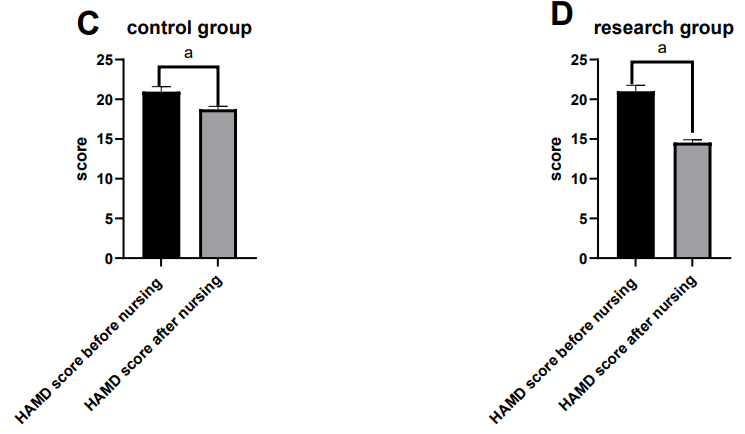 C
control group
a
25
20
15
10
5
0
score
HAMD score before nursing
HAMD score after nursing
D
research group
a
25
20
15
10
5
0
score
HAMD score before nursing
HAMD score after nursing